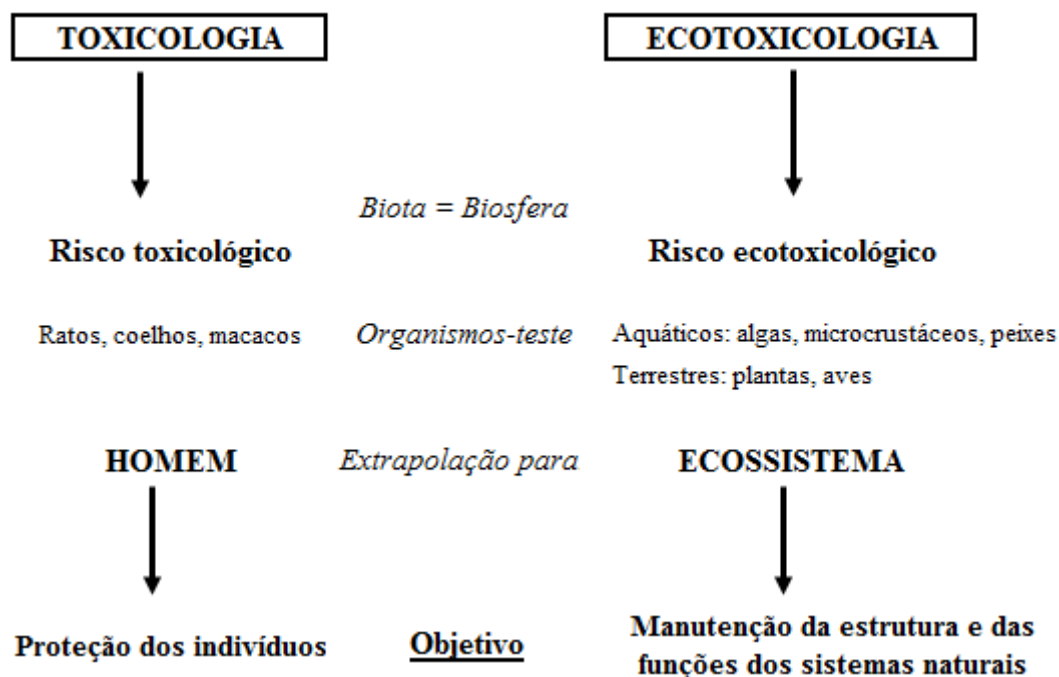 TOXICOLOGIA
ECOTOXICOLOGIA
Biota = Biosfera
Risco toxicológico
Risco ecotoxicológico
Ratos, coelhos, macacos
Organismos-teste
Aquáticos: algas, microcrustáceos, peixes
Terrestres: plantas, aves
HOMEM
Extrapolação para
ECOSSISTEMA
Proteção dos indivíduos
Objetivo
Manutenção da estrutura e das
funções dos sistemas naturais